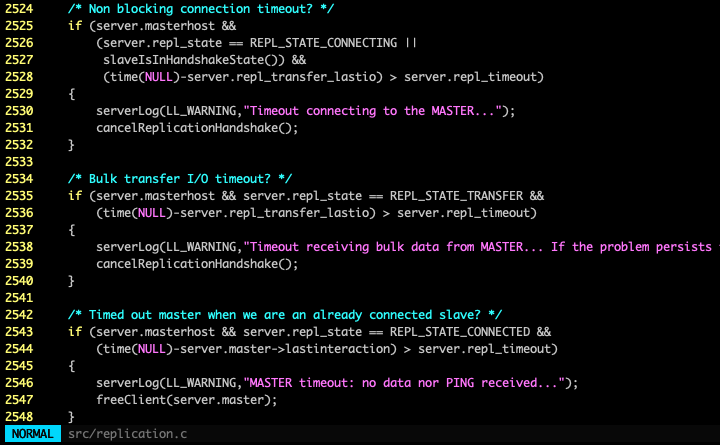 2524 /* Non blocking connection timeout? */
2525 if (server.masterhost &&
2526 (server.repl_state == REPL_STATE_CONNECTING ||
2527 slaveIsInHandshakeState()) &&
2528 (time(NULL)-server.repl_transfer_lastio) > server.repl_timeout)
2529 {
2530 serverLog(LL_WARNING,"Timeout connecting to the MASTER...");
2531 cancelReplicationHandshake();
2532 }
2533
2534 /* Bulk transfer I/O timeout? */
2535 if (server.masterhost && server.repl_state == REPL_STATE_TRANSFER &&
2536 (time(NULL)-server.repl_transfer_lastio) > server.repl_timeout)
2537 {
2538 serverLog(LL_WARNING,"Timeout receiving bulk data from MASTER... If the problem persists
2539 cancelReplicationHandshake();
2540 }
2541
2542 /* Timed out master when we are an already connected slave? */
2543 if (server.masterhost && server.repl_state == REPL_STATE_CONNECTED &&
2544 (time(NULL)-server.master->lastinteraction) > server.repl_timeout)
2545 {
2546 serverLog(LL_WARNING,"MASTER timeout: no data nor PING received...");
2547 freeClient(server.master);
2548 }
NORMAL src/replication.c